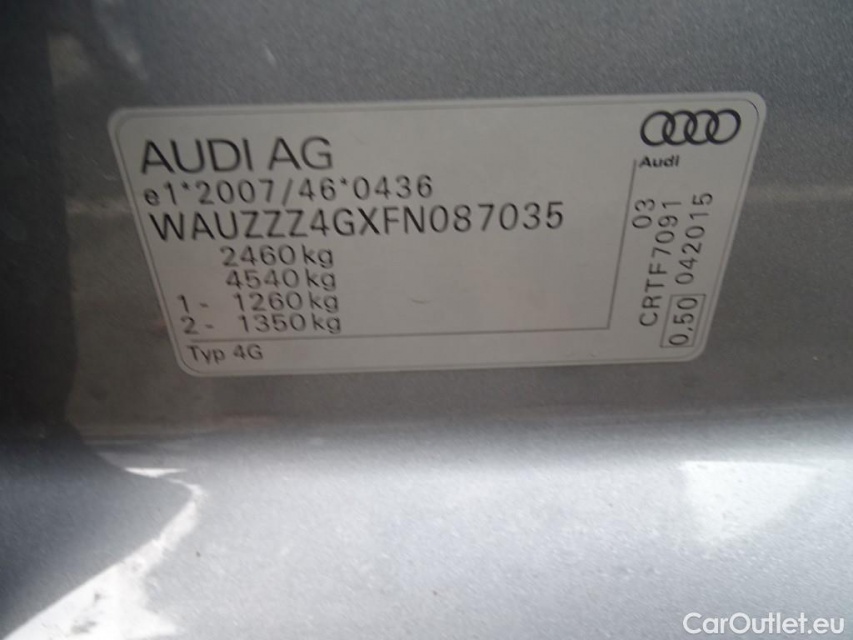 AUDI AG
e1*2007/46*0436
WAUZZZ4GXFN087035
2460 kg
4540 kg
1 - 1260 kg
2 - 1350 kg
Typ 4G
Audi
03
CRTF7091
042015
0,50
CarOutlet.eu